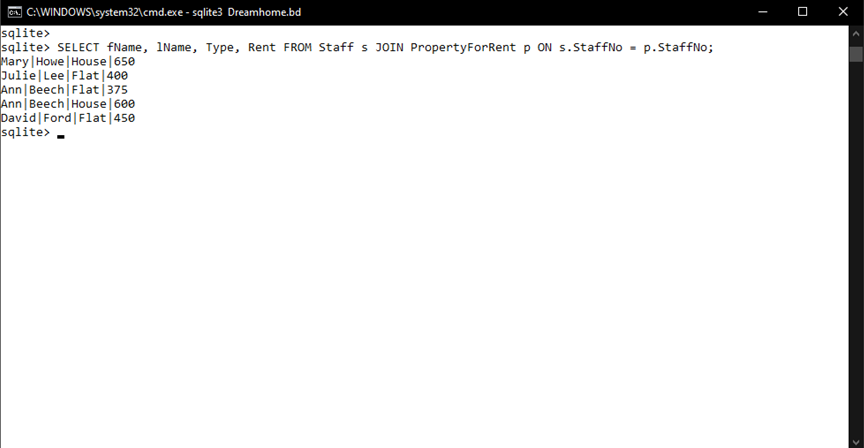 C:\WINDOWS\system32\cmd.exe - sqlite3 Dreamhome.bd
sqlite>
sqlite> SELECT fName, lName, Type, Rent FROM Staff s JOIN PropertyForRent p ON s.StaffNo = p.StaffNo;
Mary|Howe|House|650
Julie|Lee|Flat|400
Ann|Beech|Flat|375
Ann|Beech|House|600
David|Ford|Flat|450
sqlite>